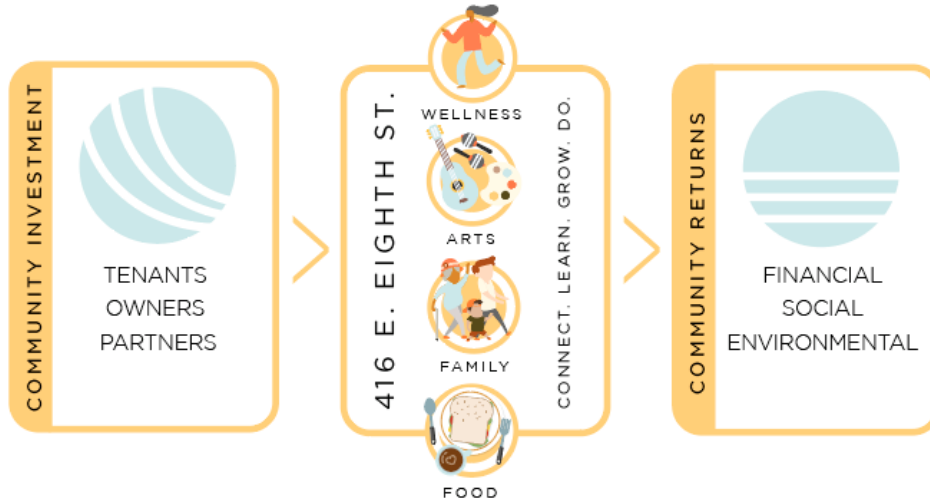 COMMUNITY INVESTMENT
TENANTS
OWNERS
PARTNERS
416 E. EIGHTH ST.
WELLNESS
ARTS
FAMILY
FOOD
CONNECT. LEARN. GROW. DO.
COMMUNITY RETURNS
FINANCIAL
SOCIAL
ENVIRONMENTAL